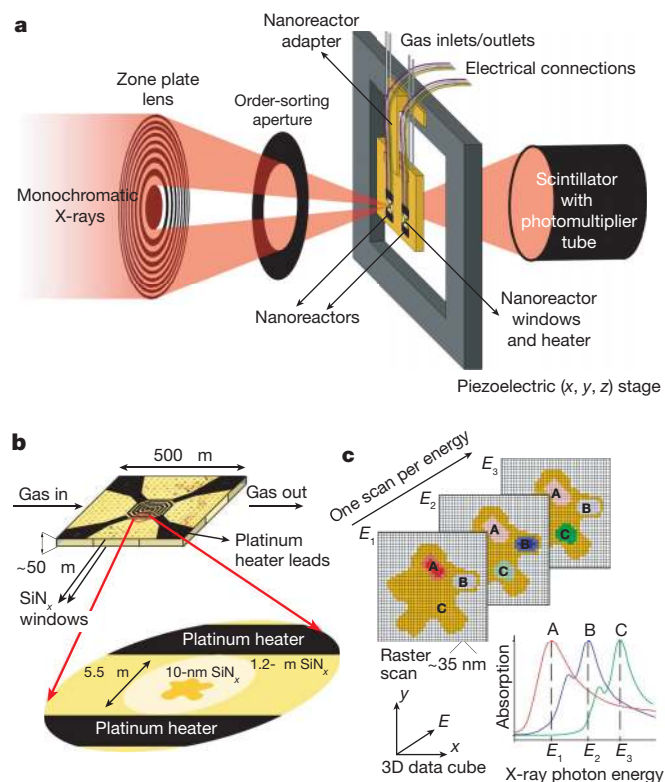 a
Nanoreactor
adapter
Gas inlets/outlets
Electrical connections
Zone plate
lens
Order-sorting
aperture
Monochromatic
X-rays
Scintillator
with
photomultiplier
tube
Nanoreactors
Nanoreactor
windows
and heater
Piezoelectric (x, y, z) stage
b
500 m
Gas in
Gas out
~50 m
Platinum
heater leads
SiNx
windows
Platinum heater
5.5 m
10-nm SiNx
1.2- m SiNx
Platinum heater
c
One scan per energy
E3
A
B
C
E2
A
B
C
E1
A
B
C
Raster
scan
~35 nm
y
E
x
3D data cube
A B C
Absorption
E1 E2 E3
X-ray photon energy